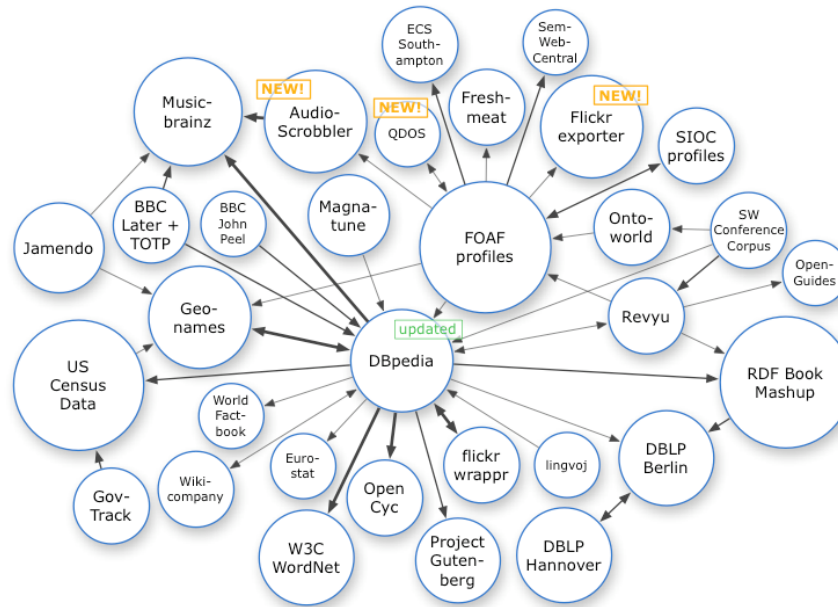 ECS
South-
ampton
Sem-
Web-
Central
NEW!
Music-
brainz
Audio-
Scrobbler
NEW!
QDOS
Fresh-
meat
NEW!
Flickr
exporter
SIOC
profiles
BBC
Later +
TOTP
BBC
John
Peel
Magna-
tune
FOAF
profiles
Onto-
world
SW
Conference
Corpus
Jamendo
Open-
Guides
Geo-
names
updated
DBpedia
Revyu
US
Census
Data
RDF Book
Mashup
World
Fact-
book
Wiki-
company
Euro-
stat
flickr
wrappr
lingvoj
DBLP
Berlin
Gov-
Track
Open
Cyc
W3C
WordNet
Project
Guten-
berg
DBLP
Hannover